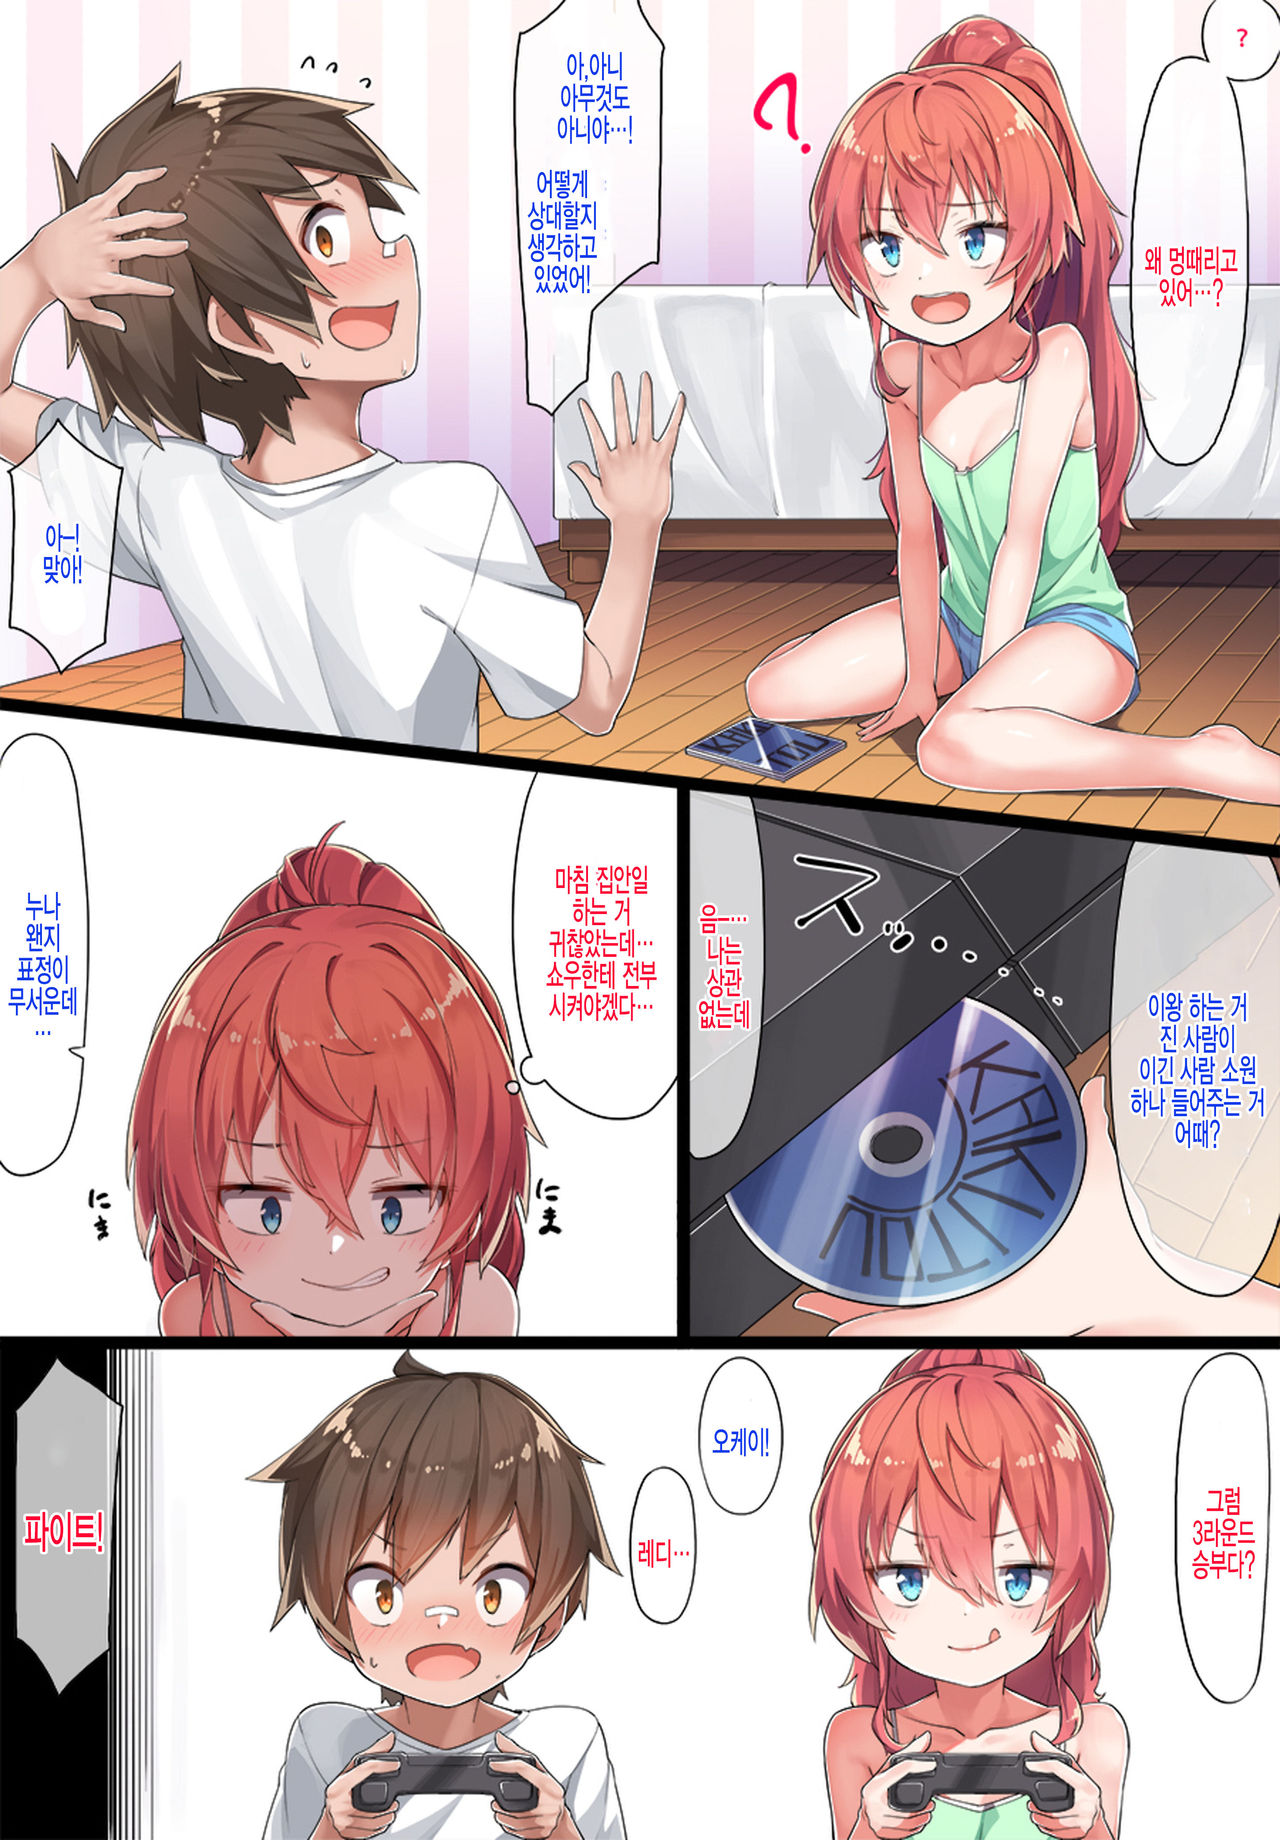 ?
왜 멍때리고
있어…?
?
아,아니
아무것도
아니야…!
어떻게
상대할지
생각하고
있었어!
아─!
맞아!
KAKU
TOU
이왕 하는 거
진 사람이
이긴 사람 소원
하나 들어주는 거
어때?
スッ…
KAKUTOU
음ー…
나는
상관
없는데
마침 집안일
하는 거
귀찮았는데…
쇼우한테 전부
시켜야겠다…
にま
にま
누나
왠지
표정이
무서운데
…
그럼
3라운드
승부다?
오케이!
레디…
파이트!